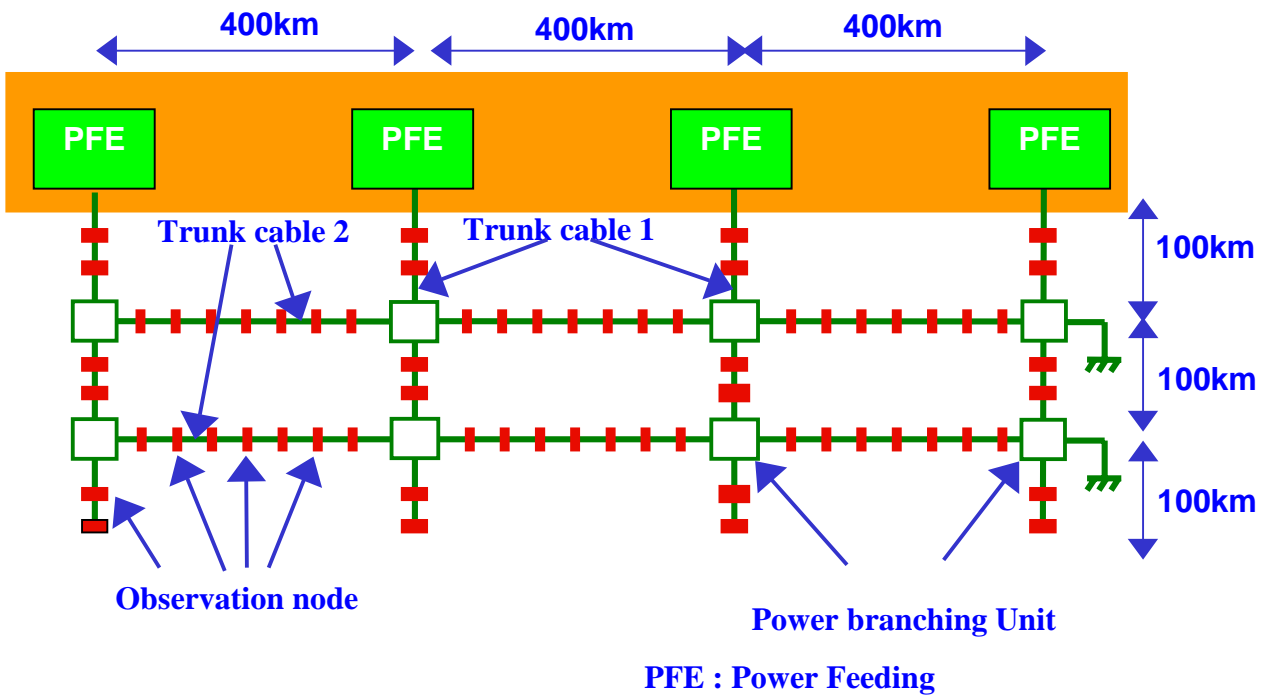 400km
400km
400km
PFE
PFE
PFE
PFE
Trunk cable 2
Trunk cable 1
100km
100km
100km
Observation node
Power branching Unit
PFE : Power Feeding